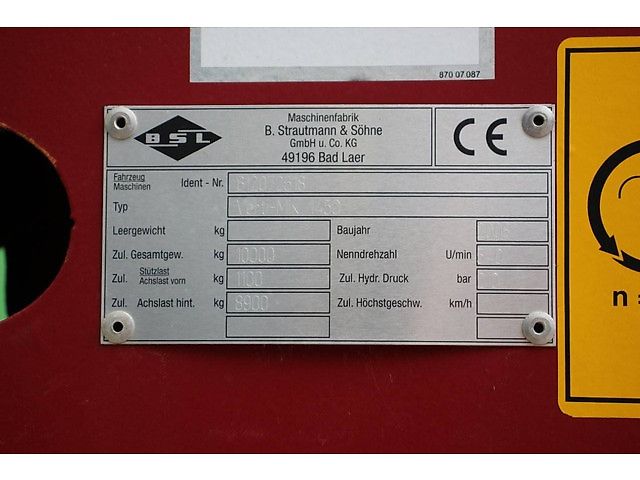 870 07.087
BSL
Maschinenfabrik
B. Strautmann & Söhne
GmbH u. Co. KG
49196 Bad Laer
CE
Fahrzeug
Maschinen Ident - Nr.
Typ
Leergewicht kg Baujahr
Zul. Gesamtgew. kg 10.000 Nenndrehzahl U/min
Zul. Stützlast
Achslast vorn kg 1100 Zul. Hydr. Druck bar
Zul. Achslast hint. kg 8900 Zul. Höchstgeschw. km/h
n